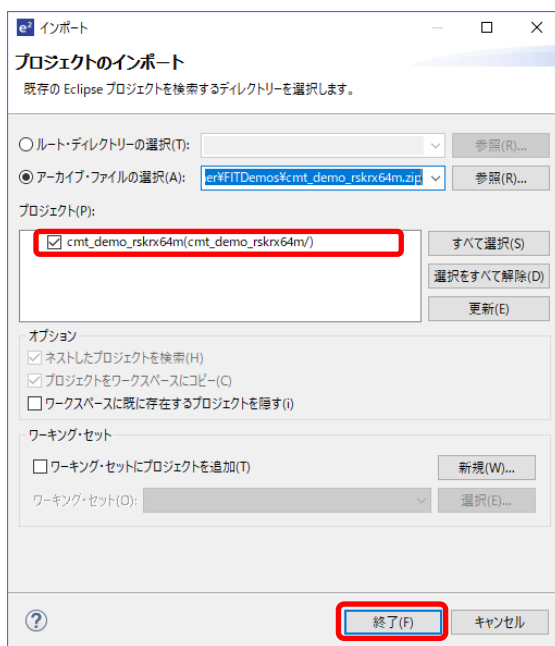 e² インポート
プロジェクトのインポート
既存の Eclipse プロジェクトを検索するディレクトリーを選択します。
ルート・ディレクトリーの選択(T):
参照(R)...
アーカイブ・ファイルの選択(A):
er¥FITDemos¥cmt_demo_rskrx64m.zip
参照(R)...
プロジェクト(P):
cmt_demo_rskrx64m(cmt_demo_rskrx64m/)
すべて選択(S)
選択をすべて解除(D)
更新(E)
オプション
ネストしたプロジェクトを検索(H)
プロジェクトをワークスペースにコピー(C)
ワークスペースに既に存在するプロジェクトを隠す(i)
ワーキング・セット
ワーキング・セットにプロジェクトを追加(T)
新規(W)...
ワーキング・セット(O):
選択(E)...
?
終了(F)
キャンセル